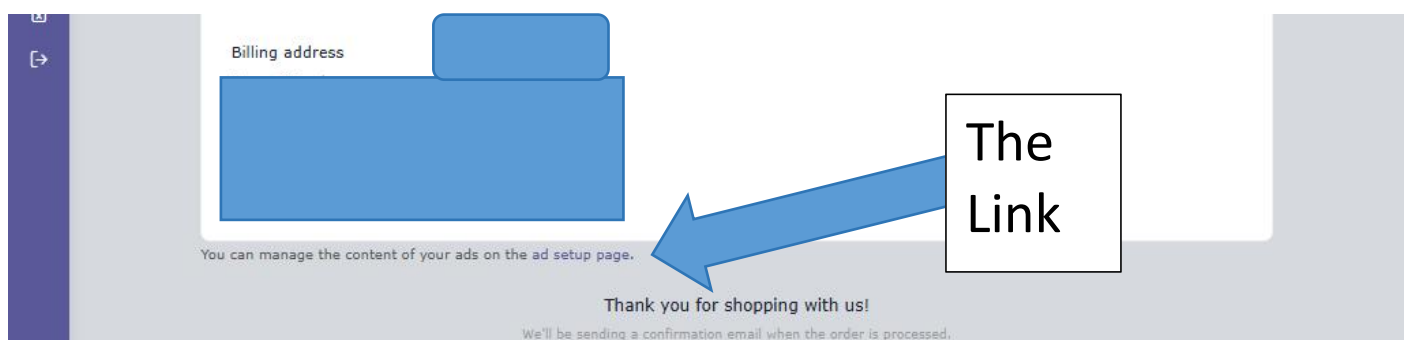 Billing address
The
Link
You can manage the content of your ads on the ad setup page.
Thank you for shopping with us!
We'll be sending a confirmation email when the order is processed.